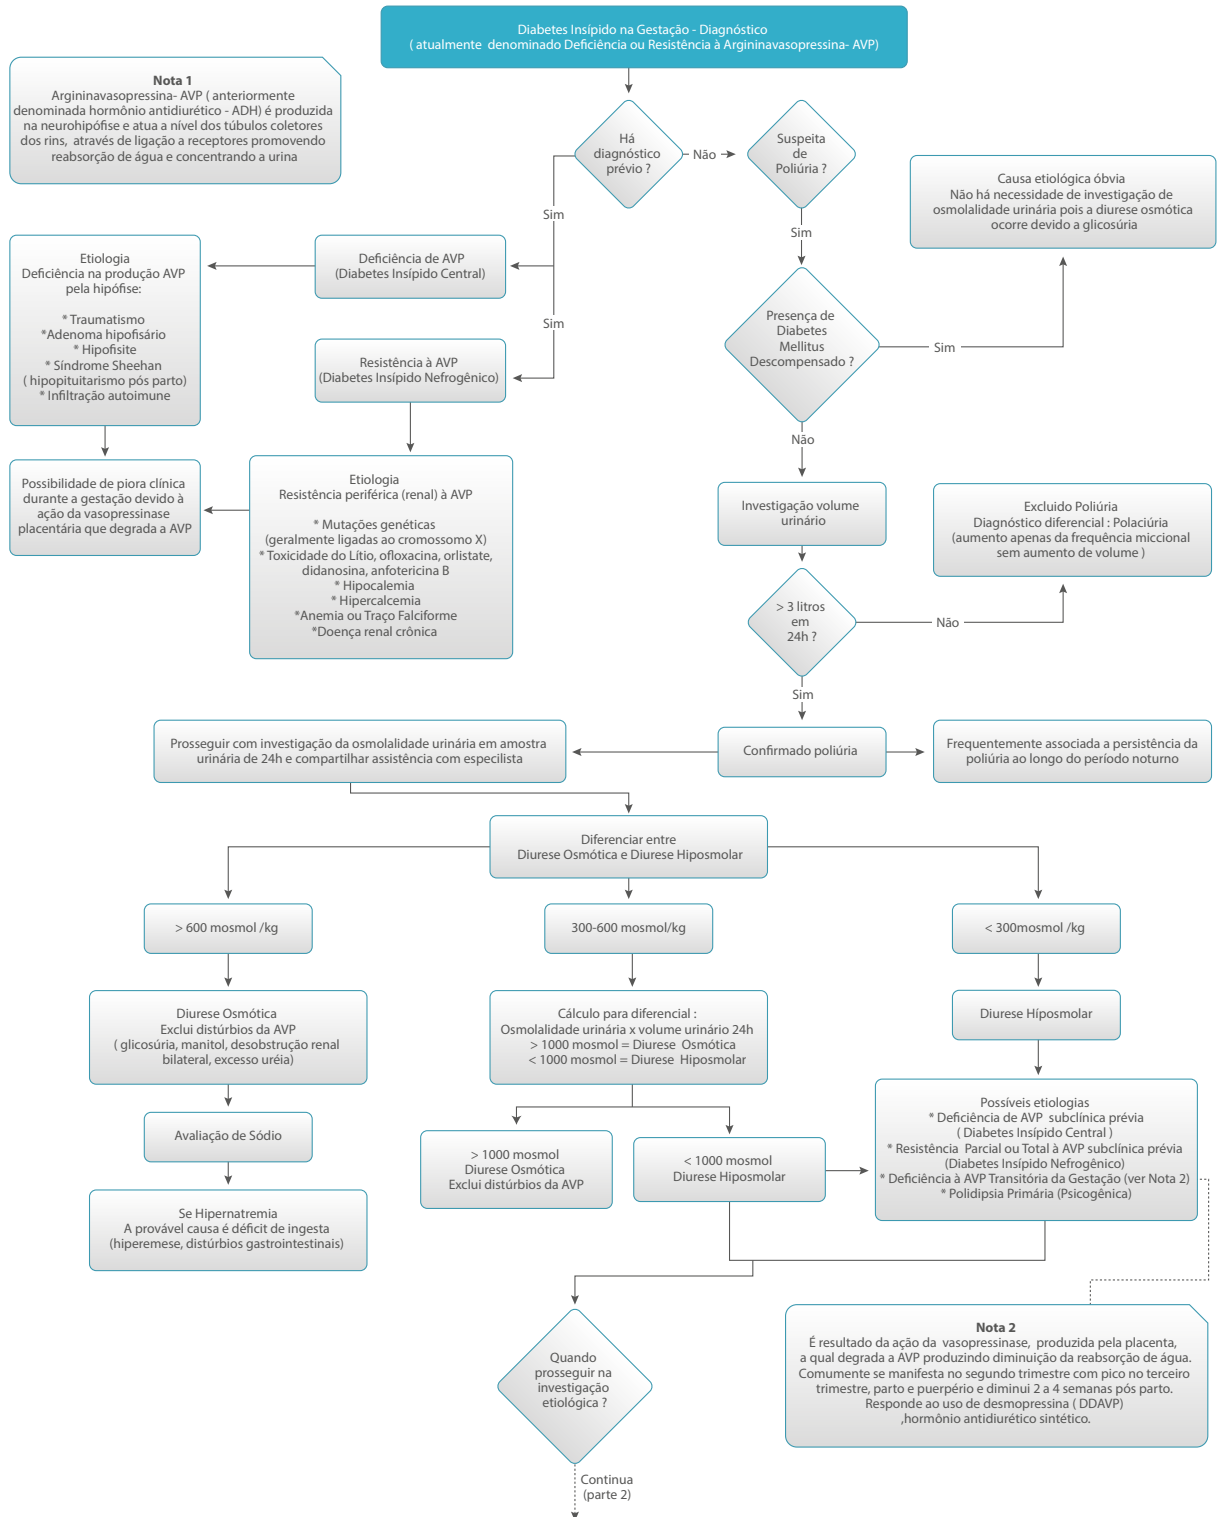 Diabetes Insípido na Gestação - Diagnóstico
( atualmente denominado Deficiência ou Resistência à Argininavasopressina- AVP)
Nota 1
Argininavasopressina- AVP ( anteriormente
denominada hormônio antidiurético - ADH) é produzida
na neurohipófise e atua a nível dos túbulos coletores
dos rins, através de ligação a receptores promovendo
reabsorção de água e concentrando a urina
Há
diagnóstico
prévio ?
Não
Suspeita
de
Poliúria ?
Causa etiológica óbvia
Não há necessidade de investigação de
osmolalidade urinária pois a diurese osmótica
ocorre devido a glicosúria
Sim
Sim
Etiologia
Deficiência na produção AVP
pela hipófise:
* Traumatismo
*Adenoma hipofisário
* Hipofisite
* Síndrome Sheehan
( hipopituitarismo pós parto)
* Infiltração autoimune
Deficiência de AVP
(Diabetes Insípido Central)
Sim
Resistência à AVP
(Diabetes Insípido Nefrogênico)
Presença de
Diabetes
Mellitus
Descompensado ?
Sim
Não
Possibilidade de piora clínica
durante a gestação devido à
ação da vasopressinase
placentária que degrada a AVP
Etiologia
Resistência periférica (renal) à AVP
* Mutações genéticas
(geralmente ligadas ao cromossomo X)
* Toxicidade do Lítio, ofloxacina, orlistate,
didanosina, anfotericina B
* Hipocalemia
* Hipercalcemia
*Anemia ou Traço Falciforme
*Doença renal crônica
Investigação volume
urinário
Excluido Poliúria
Diagnóstico diferencial : Polaciúria
(aumento apenas da frequência miccional
sem aumento de volume )
> 3 litros
em
24h ?
Não
Sim
Prosseguir com investigação da osmolalidade urinária em amostra
urinária de 24h e compartilhar assistência com especilista
Confirmado poliúria
Frequentemente associada a persistência da
poliúria ao longo do período noturno
Diferenciar entre
Diurese Osmótica e Diurese Hiposmolar
> 600 mosmol /kg
300-600 mosmol/kg
< 300mosmol /kg
Diurese Osmótica
Exclui distúrbios da AVP
( glicosúria, manitol, desobstrução renal
bilateral, excesso uréia)
Cálculo para diferencial :
Osmolalidade urinária x volume urinário 24h
> 1000 mosmol = Diurese Osmótica
< 1000 mosmol = Diurese Hiposmolar
Diurese Híposmolar
Avaliação de Sódio
> 1000 mosmol
Diurese Osmótica
Exclui distúrbios da AVP
< 1000 mosmol
Diurese Hiposmolar
Possíveis etiologias
* Deficiência de AVP subclínica prévia
( Diabetes Insípido Central )
* Resistência Parcial ou Total à AVP subclínica prévia
(Diabetes Insípido Nefrogênico)
* Deficiência à AVP Transitória da Gestação (ver Nota 2)
* Polidipsia Primária (Psicogênica)
Se Hipernatremia
A provável causa é déficit de ingesta
(hiperemese, distúrbios gastrointestinais)
Quando
prosseguir na
investigação
etiológica ?
Nota 2
É resultado da ação da vasopressinase, produzida pela placenta,
a qual degrada a AVP produzindo diminuição da reabsorção de água.
Comumente se manifesta no segundo trimestre com pico no terceiro
trimestre, parto e puerpério e diminui 2 a 4 semanas pós parto.
Responde ao uso de desmopressina ( DDAVP)
,hormônio antidiurético sintético.
Continua
(parte 2)